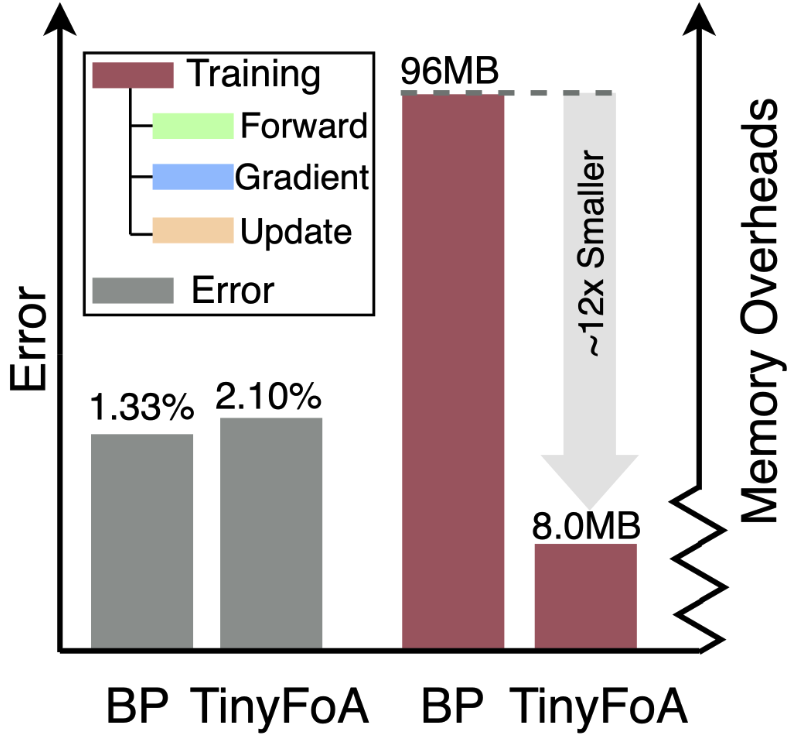 Training
Forward
Gradient
Update
Error
Error
1.33%
2.10%
96MB
~12x Smaller
8.0MB
Memory Overheads
BP TinyFoA BP TinyFoA